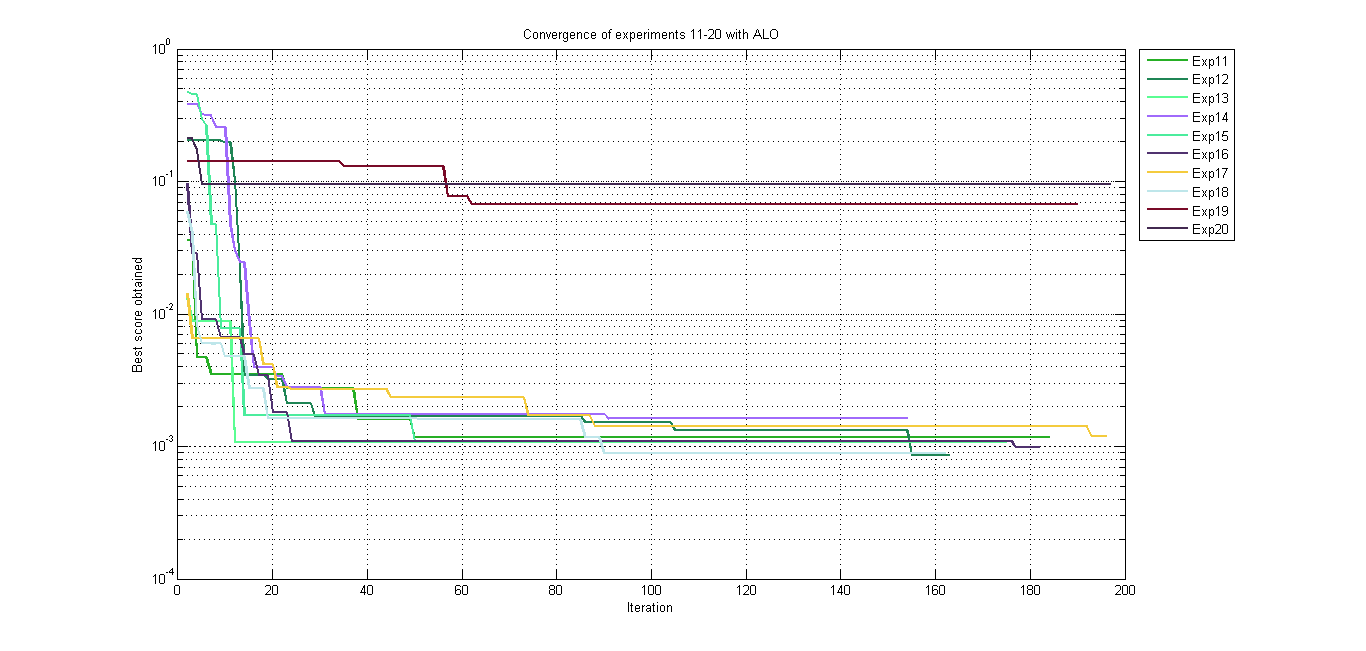 Convergence of experiments 11-20 with ALO
10^0
10^-1
10^-2
10^-3
10^-4
Best score obtained
0 20 40 60 80 100 120 140 160 180 200
Iteration
Exp11
Exp12
Exp13
Exp14
Exp15
Exp16
Exp17
Exp18
Exp19
Exp20